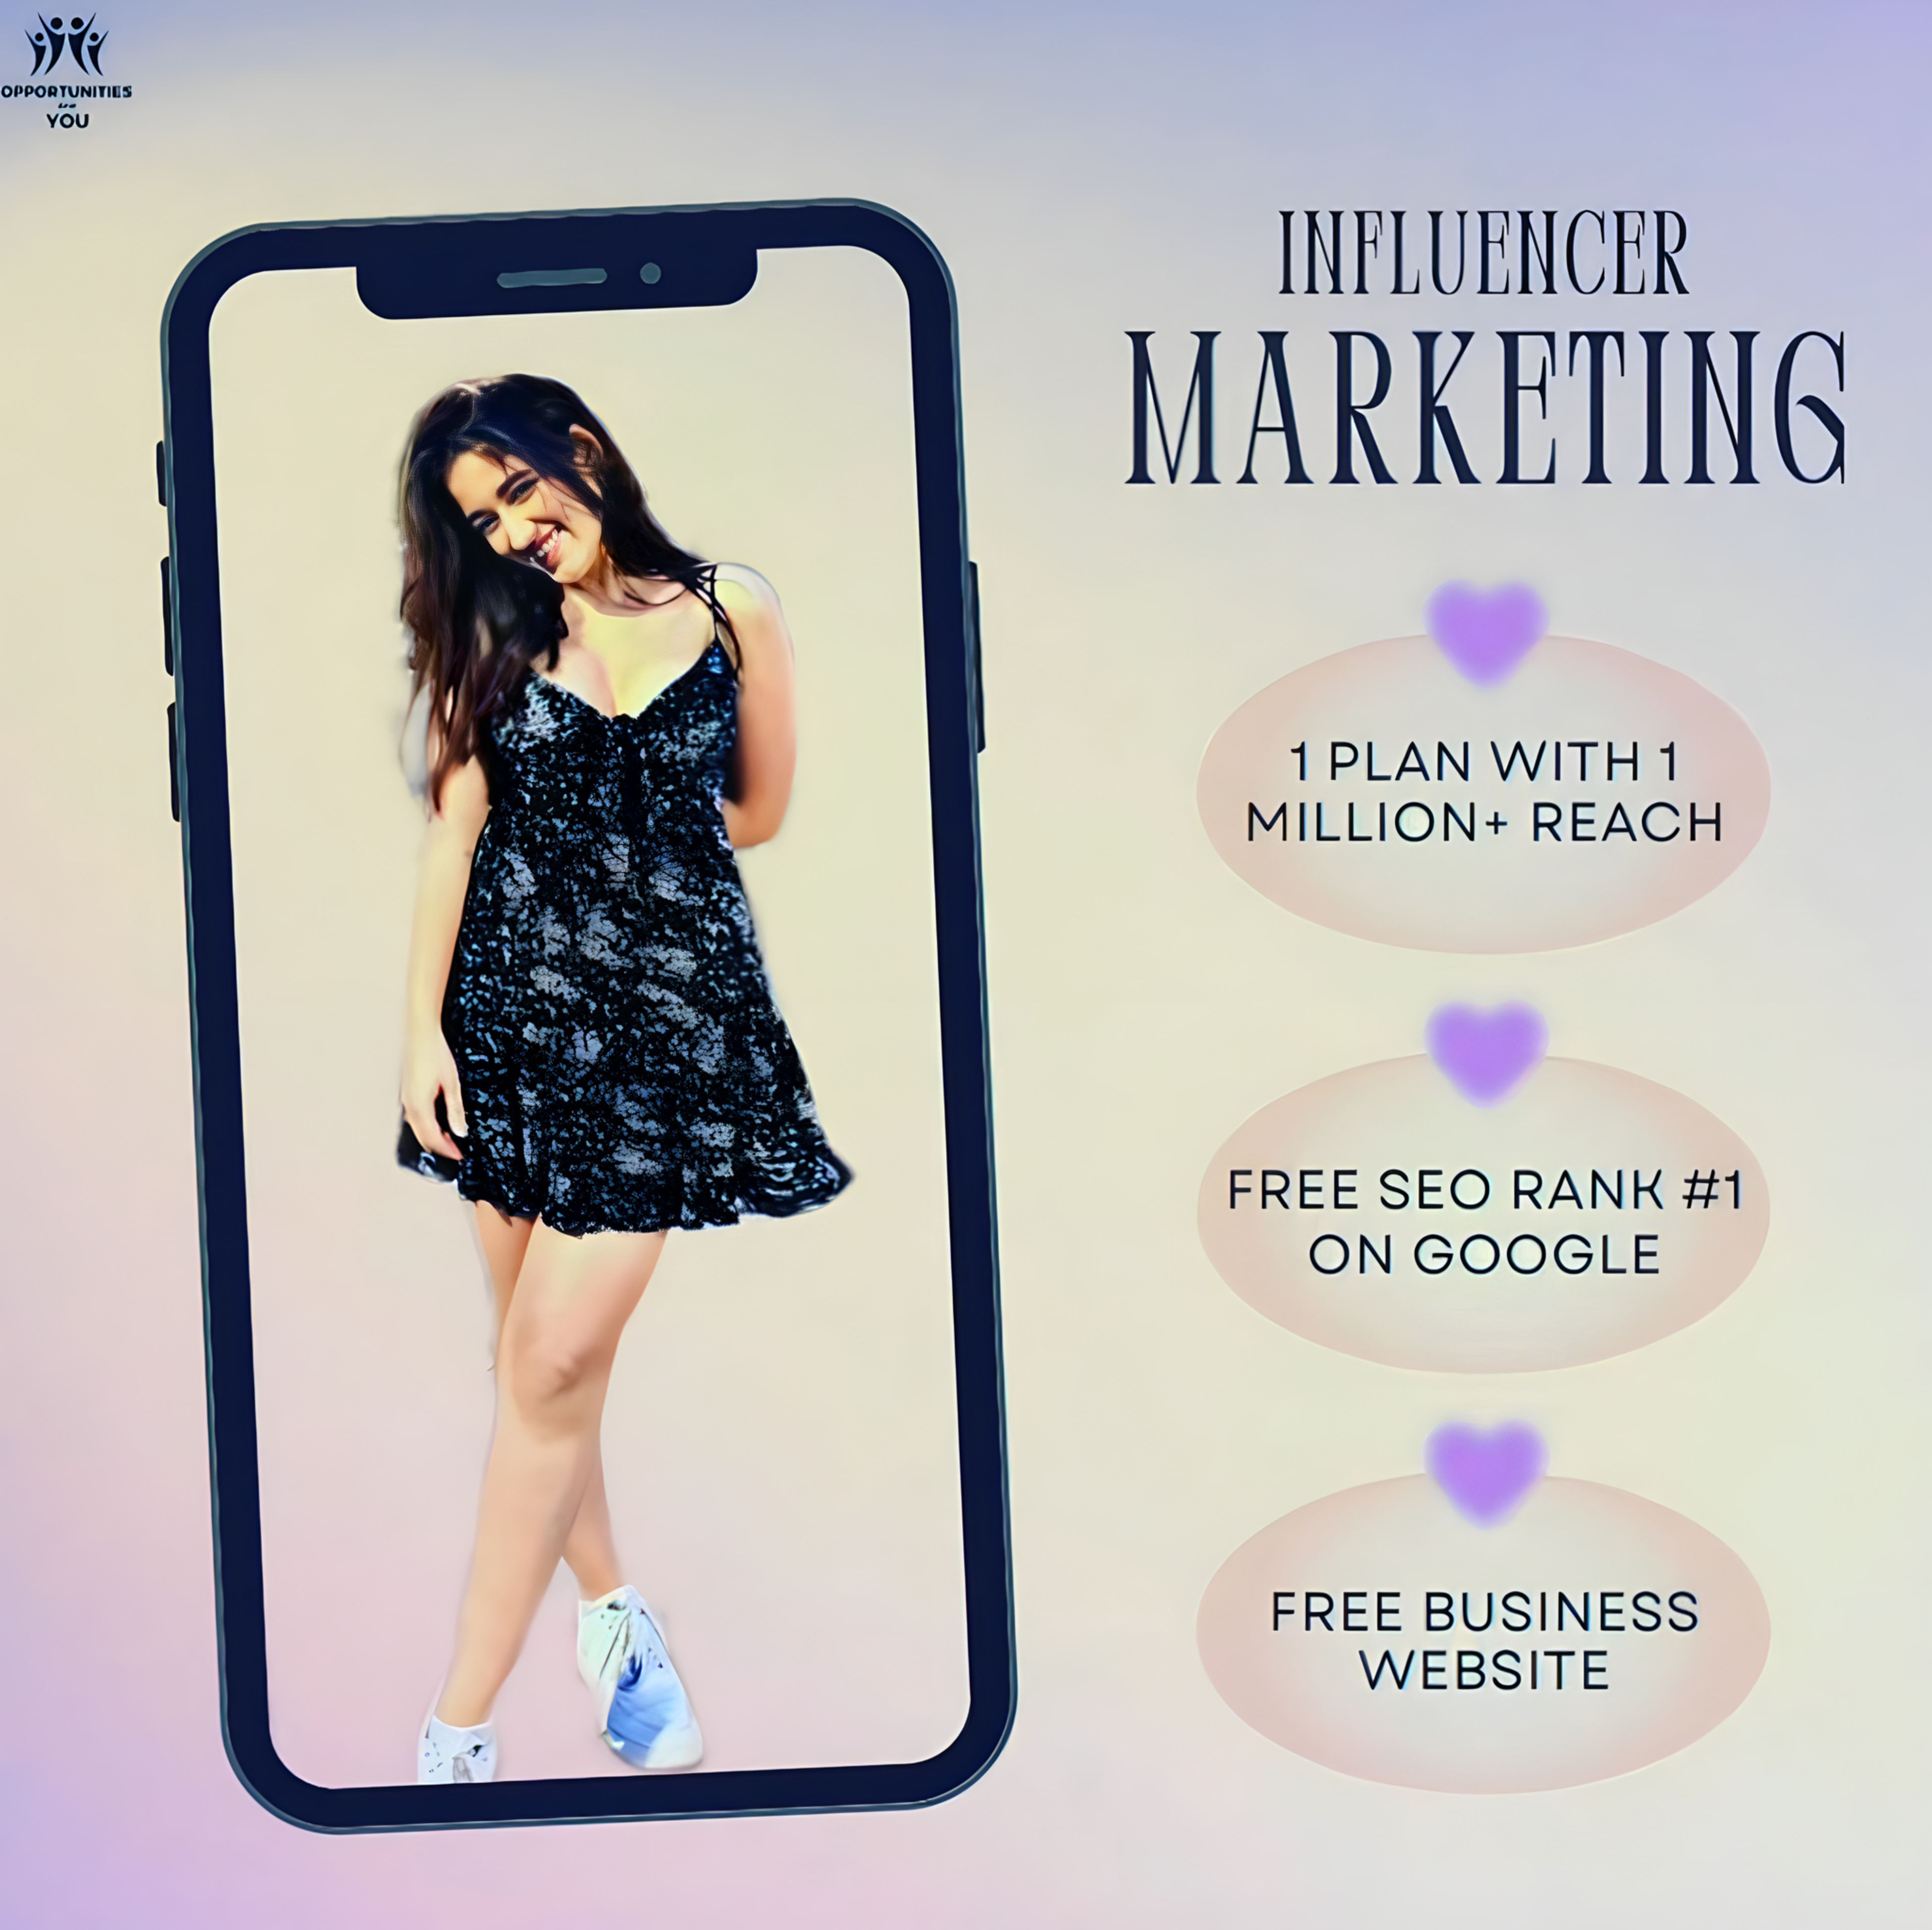 OPPORTUNITIES
YOU
INFLUENCER
MARKETING
1 PLAN WITH 1
MILLION+ REACH
FREE SEO RANK #1
ON GOOGLE
FREE BUSINESS
WEBSITE